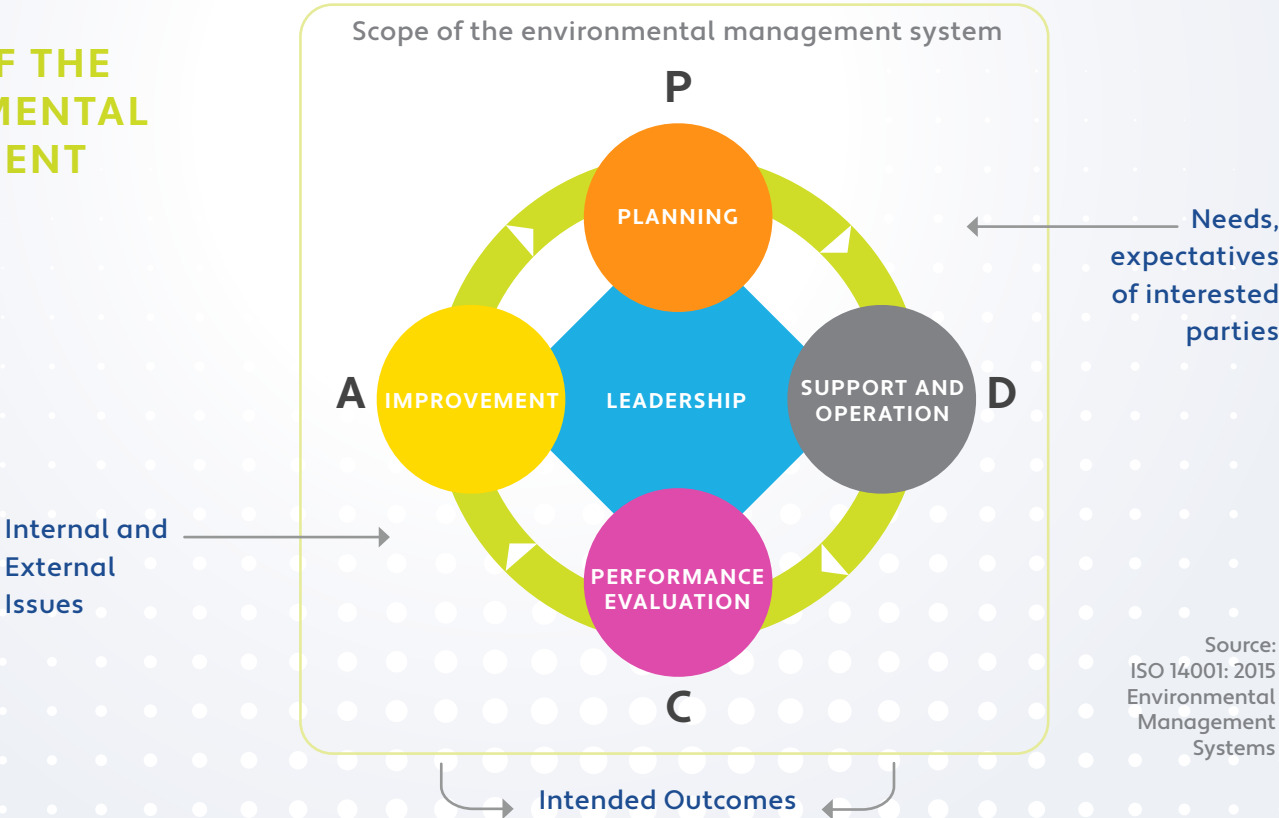 F THE
MENTAL
ENT
Scope of the environmental management system
P
PLANNING
Needs,
expectatives
of interested
parties
A
IMPROVEMENT
LEADERSHIP
SUPPORT AND
OPERATION
D
Internal and
External
Issues
PERFORMANCE
EVALUATION
C
Source:
ISO 14001: 2015
Environmental
Management
Systems
Intended Outcomes